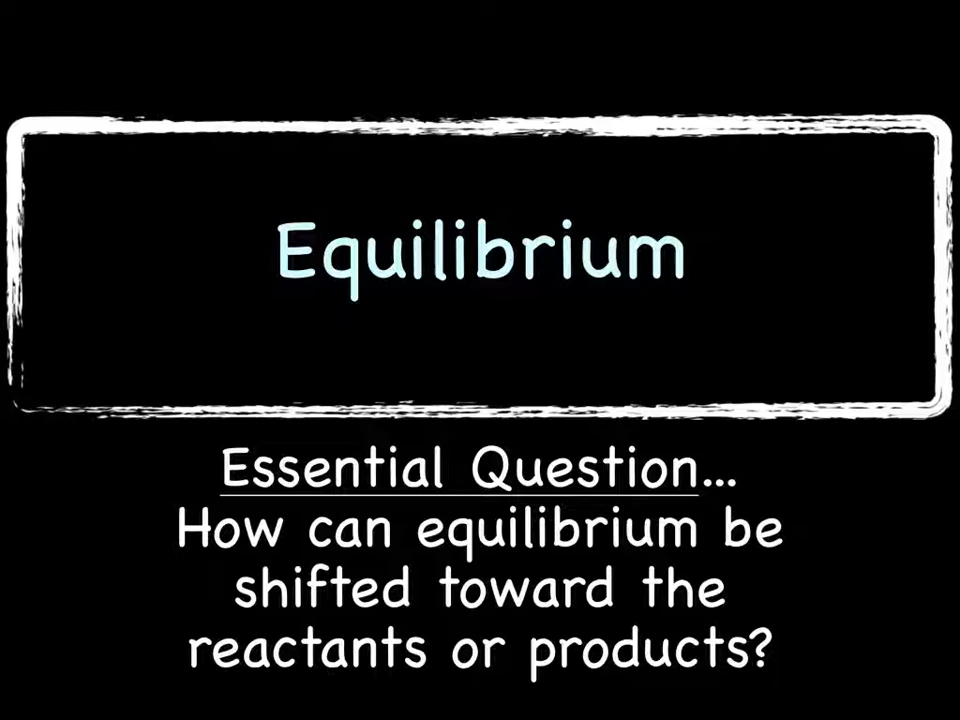 Equilibrium
Essential Question...
How can equilibrium be
shifted toward the
reactants or products?